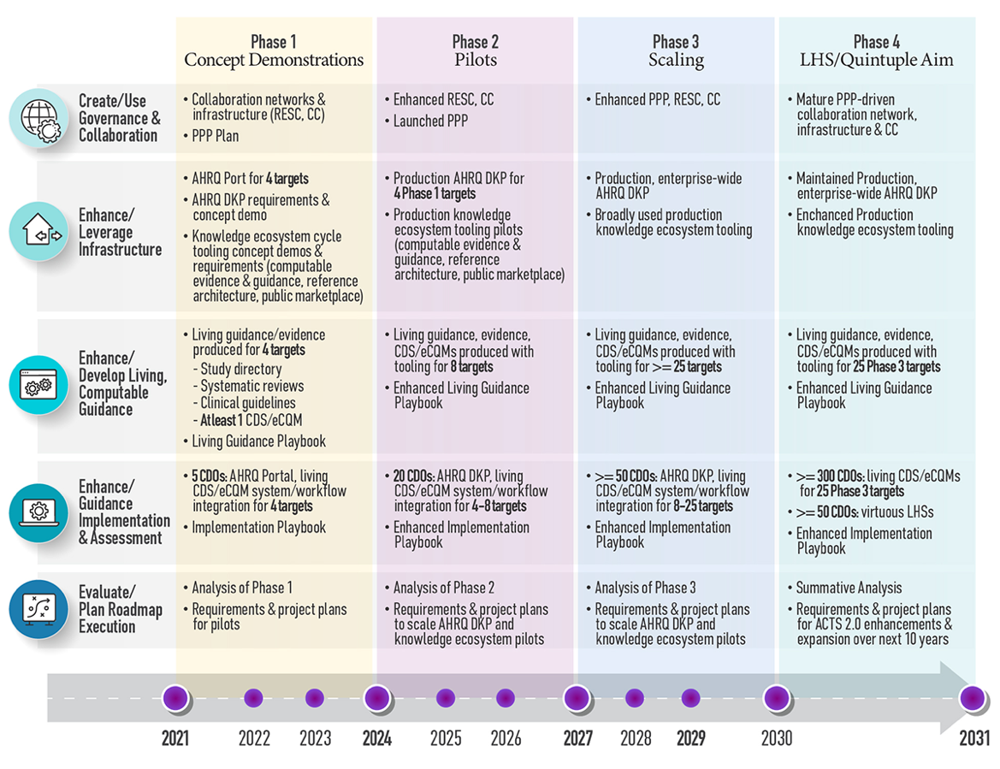 Phase 1
Concept Demonstrations
Phase 2
Pilots
Phase 3
Scaling
Phase 4
LHS/Quintuple Aim
Create/Use
Governance &
Collaboration
• Collaboration networks &
infrastructure (RESC, CC)
• PPP Plan
• Enhanced RESC, CC
• Launched PPP
• Enhanced PPP, RESC, CC
• Mature PPP-driven
collaboration network,
infrastructure & CC
Enhance/
Leverage
Infrastructure
• AHRQ Port for 4 targets
• AHRQ DKP requirements &
concept demo
• Knowledge ecosystem cycle
tooling concept demos &
requirements (computable
evidence & guidance, reference
architecture, public marketplace)
• Production AHRQ DKP for
4 Phase 1 targets
• Production knowledge
ecosystem tooling pilots
(computable evidence &
guidance, reference
architecture, public marketplace)
• Production, enterprise-wide
AHRQ DKP
• Broadly used production
knowledge ecosystem tooling
• Maintained Production,
enterprise-wide AHRQ DKP
• Enchanced Production
knowledge ecosystem tooling
Enhance/
Develop Living,
Computable
Guidance
• Living guidance/evidence
produced for 4 targets
- Study directory
- Systematic reviews
- Clinical guidelines
- Atleast 1 CDS/eCQM
• Living Guidance Playbook
• Living guidance, evidence,
CDS/eCQMs produced with
tooling for 8 targets
• Enhanced Living Guidance
Playbook
• Living guidance, evidence,
CDS/eCQMs produced with
tooling for >= 25 targets
• Enhanced Living Guidance
Playbook
• Living guidance, evidence,
CDS/eCQMs produced with
tooling for 25 Phase 3 targets
• Enhanced Living Guidance
Playbook
Enhance/
Guidance
Implementation
& Assessment
• 5 CDOs: AHRQ Portal, living
CDS/eCQM system/workflow
integration for 4 targets
• Implementation Playbook
• 20 CDOs: AHRQ DKP, living
CDS/eCQM system/workflow
integration for 4–8 targets
• Enhanced Implementation
Playbook
• >= 50 CDOs: AHRQ DKP, living
CDS/eCQM system/workflow
integration for 8–25 targets
• Enhanced Implementation
Playbook
• >= 300 CDOs: living CDS/eCQMs
for 25 Phase 3 targets
• >= 50 CDOs: virtuous LHSs
• Enhanced Implementation
Playbook
Evaluate/
Plan Roadmap
Execution
• Analysis of Phase 1
• Requirements & project plans
for pilots
• Analysis of Phase 2
• Requirements & project plans
to scale AHRQ DKP and
knowledge ecosystem pilots
• Analysis of Phase 3
• Requirements & project plans
to scale AHRQ DKP and
knowledge ecosystem pilots
• Summative Analysis
• Requirements & project plans
for ACTS 2.0 enhancements &
expansion over next 10 years
2021 2022 2023 2024 2025 2026 2027 2028 2029 2030 2031